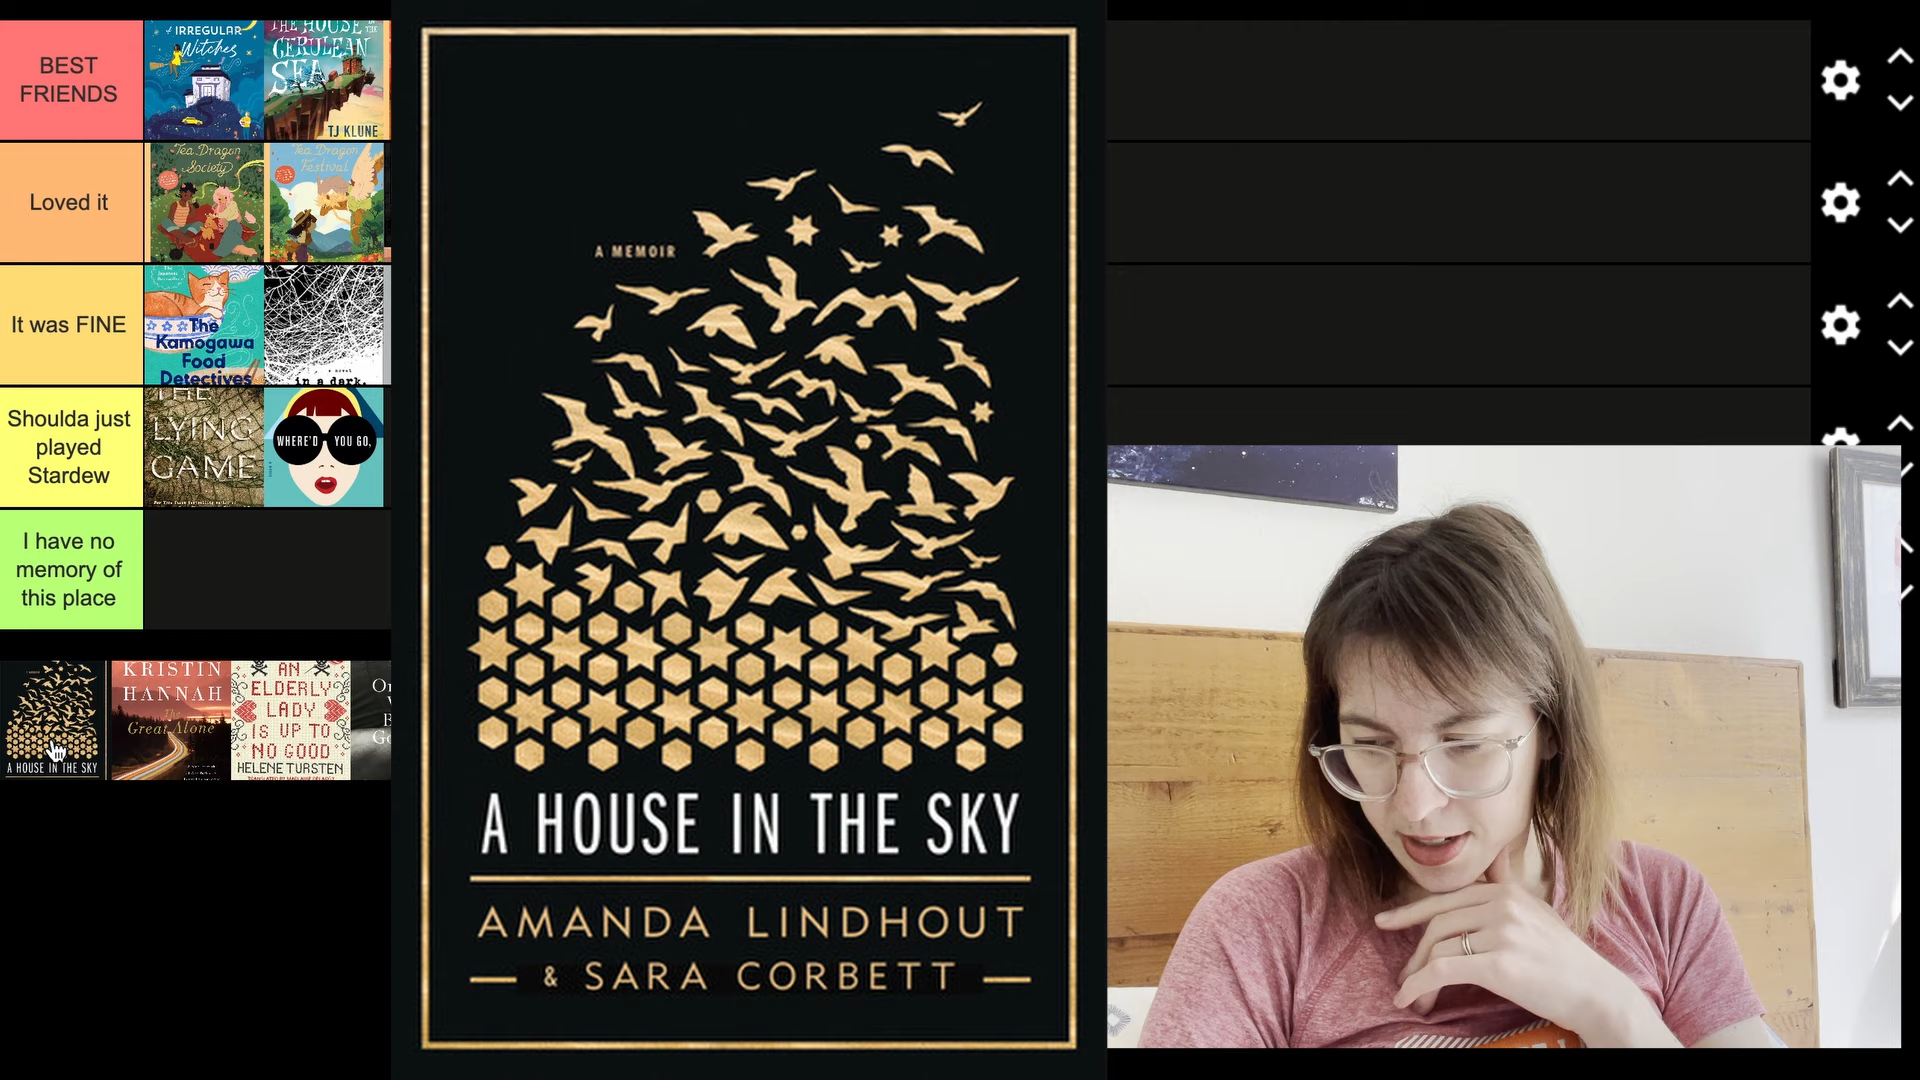 BEST
FRIENDS
IRREGULAR
Witches
THE HOUSE IN THE
CERULEAN
SEA
TJ KLUNE
Loved it
Tea Dragon
Society
Tea Dragon
Festival
It was FINE
The
Kamogawa
Food
Detectives
a novel
in a dark,
Shoulda just
played
Stardew
THE
LYING
GAME
WHERE'D YOU GO,
I have no
memory of
this place
A HOUSE IN THE SKY
KRISTIN
HANNAH
The
Great Alone
AN
ELDERLY
LADY
IS UP TO
NO GOOD
HELENE TURSTEN
A MEMOIR
A HOUSE IN THE SKY
AMANDA LINDHOUT
& SARA CORBETT